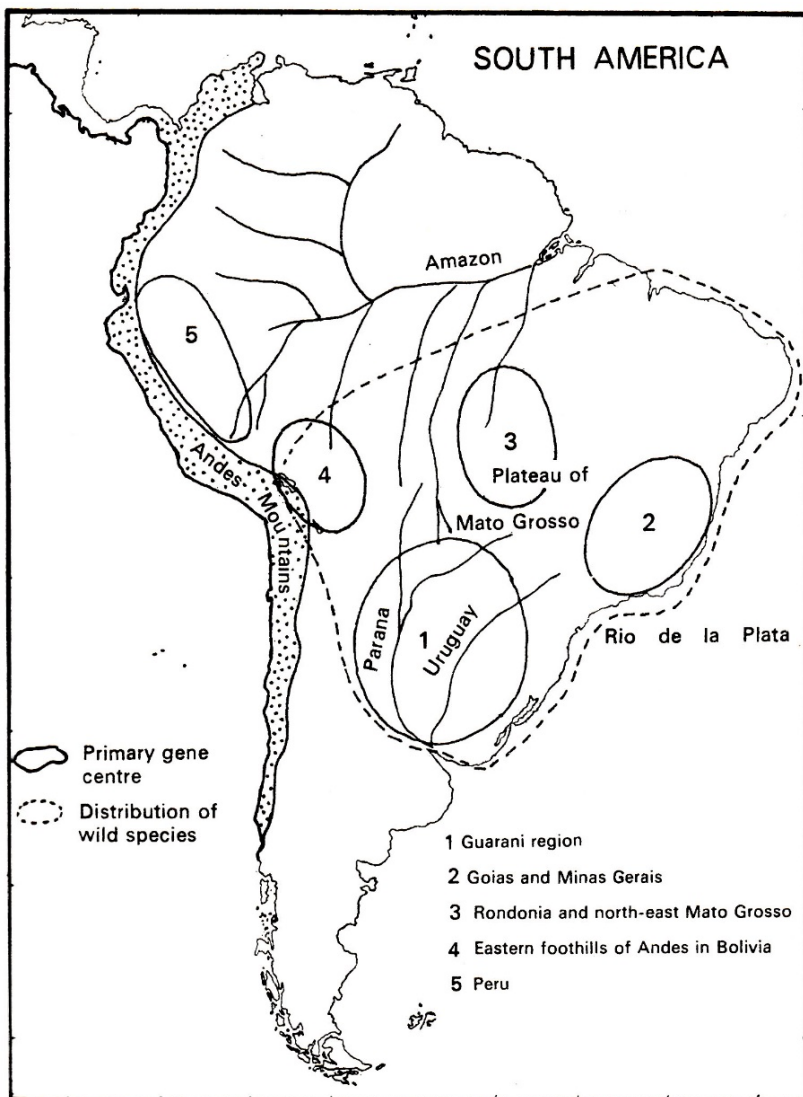 SOUTH AMERICA
Amazon
5
3
Plateau of
Mato Grosso
4
Andes Mountains
2
Parana
1
Uruguay
Rio de la Plata
Primary gene
centre
Distribution of
wild species
1 Guarani region
2 Goias and Minas Gerais
3 Rondonia and north-east Mato Grosso
4 Eastern foothills of Andes in Bolivia
5 Peru